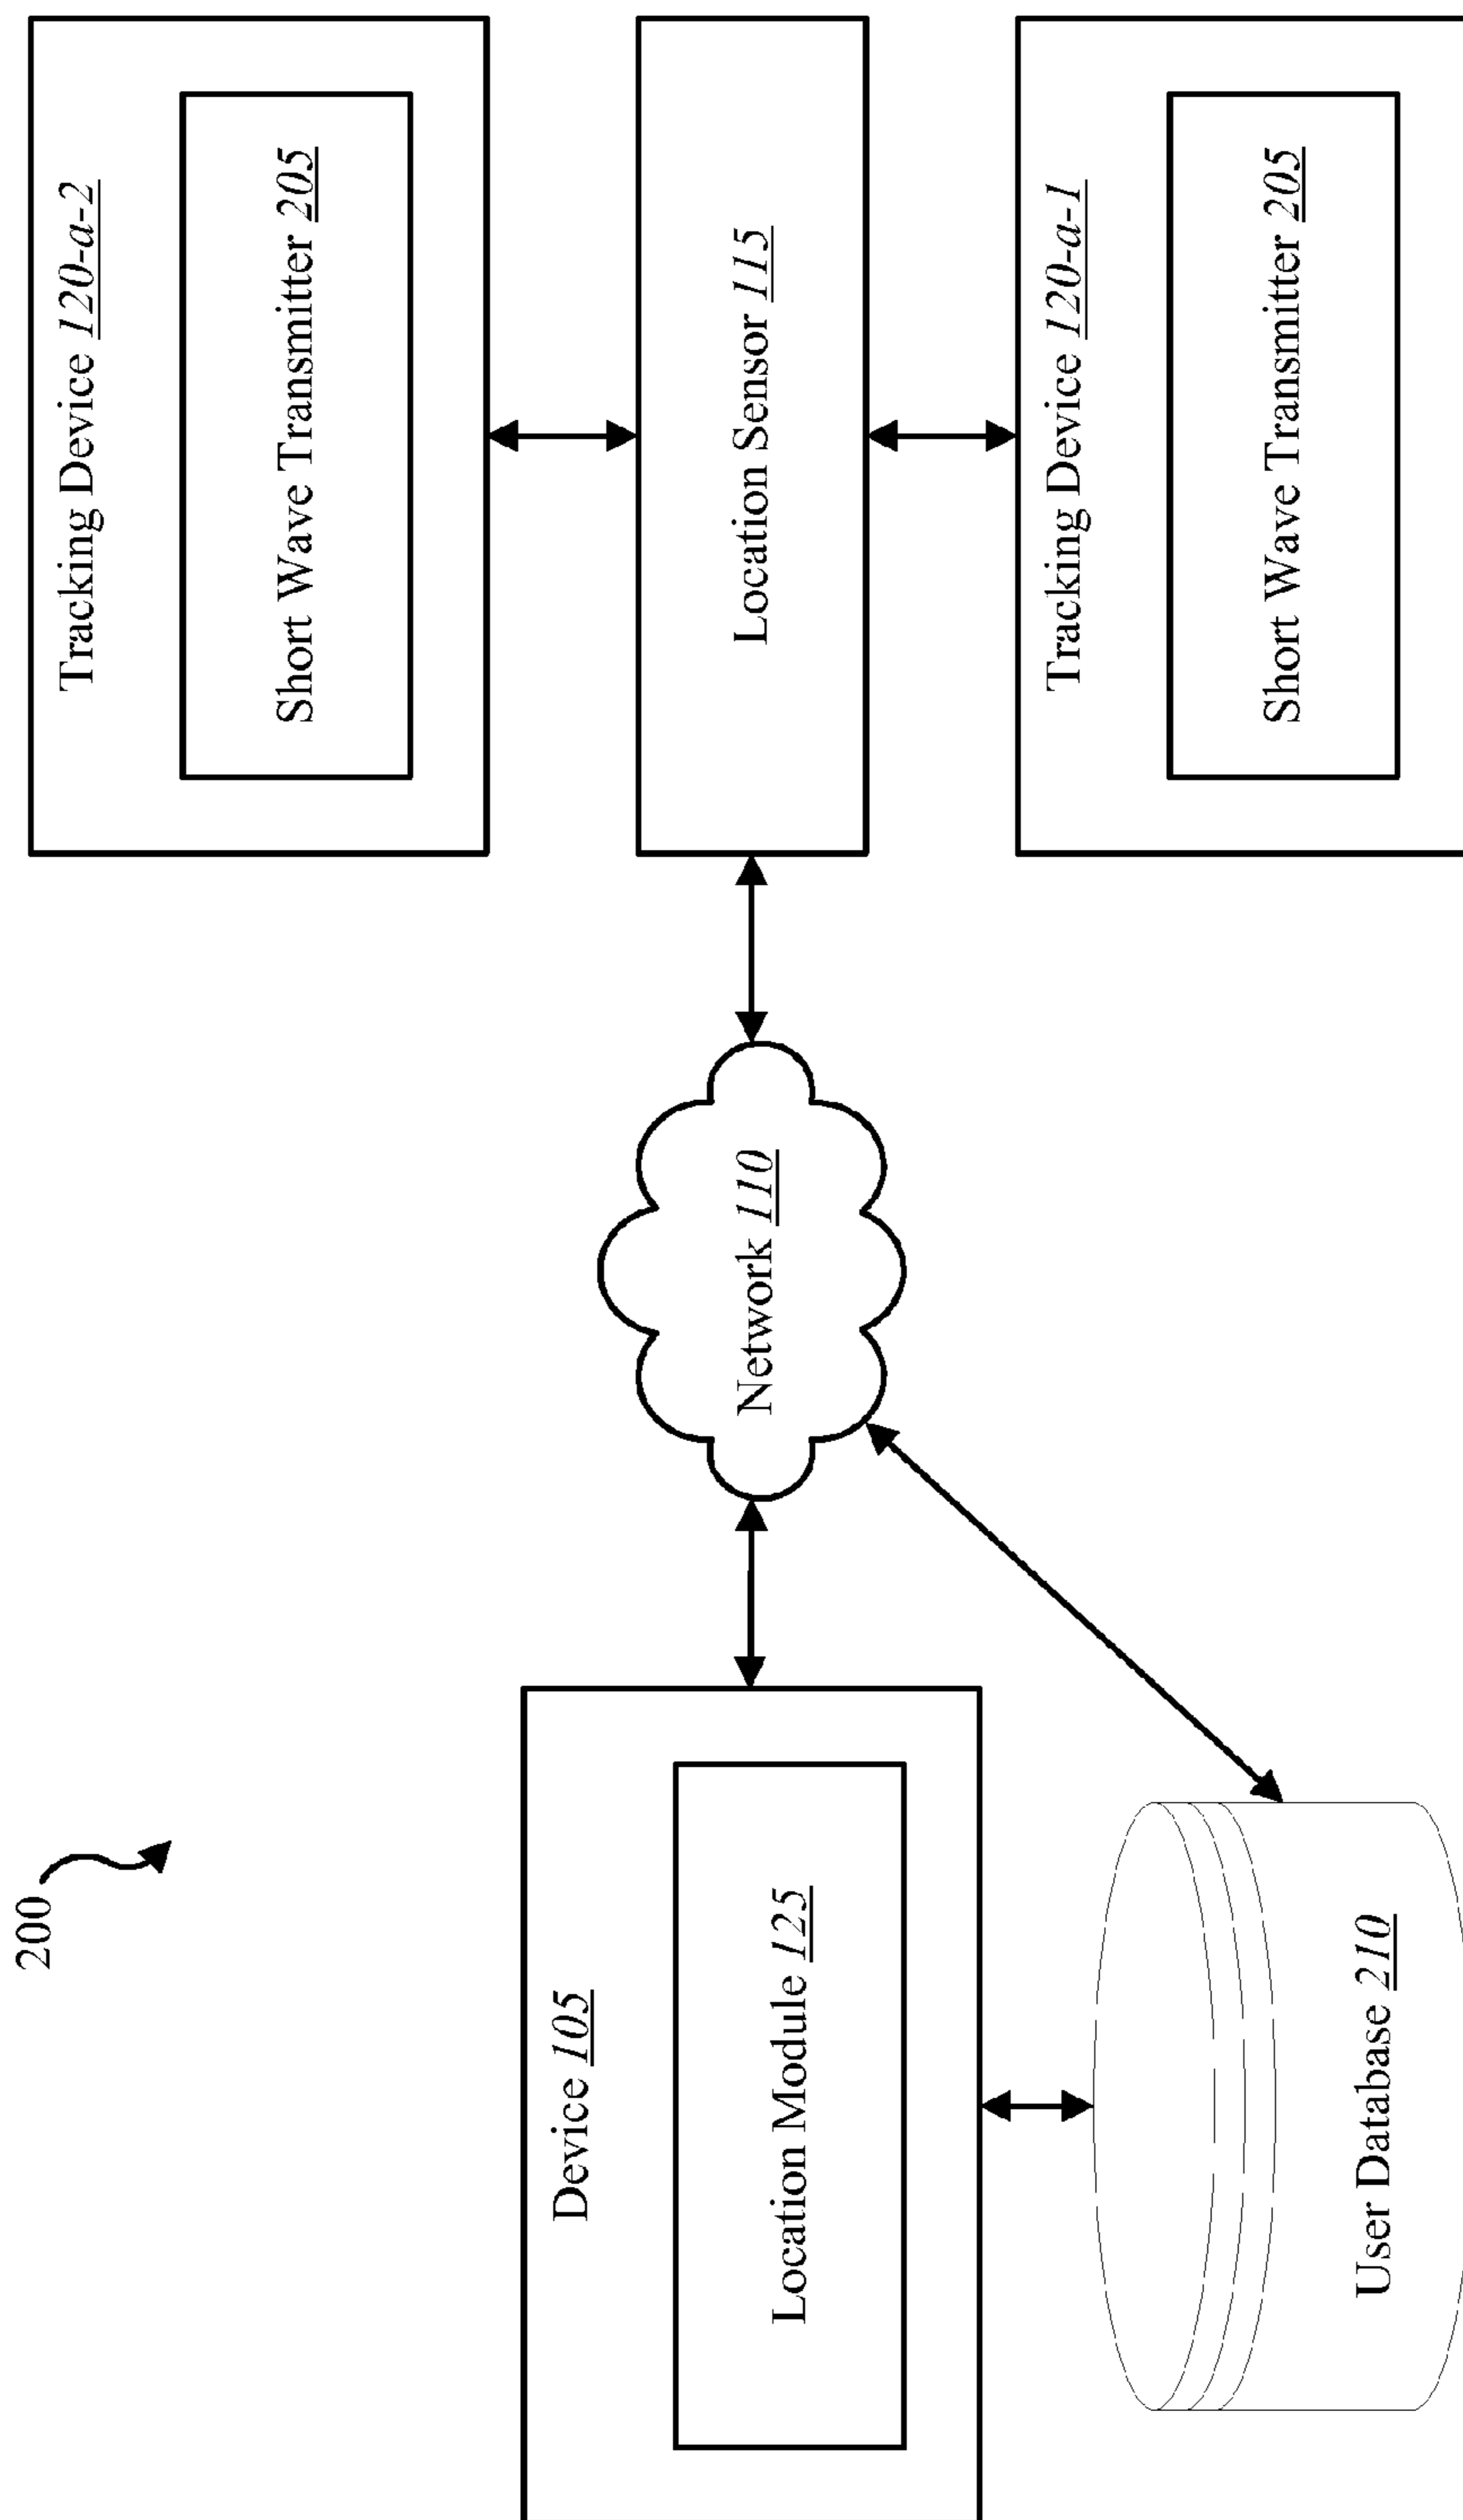 200
Device 105
Location Module 125
User Database 210
Network 110
Tracking Device 120-a-2
Short Wave Transmitter 205
Location Sensor 115
Tracking Device 120-a-1
Short Wave Transmitter 205